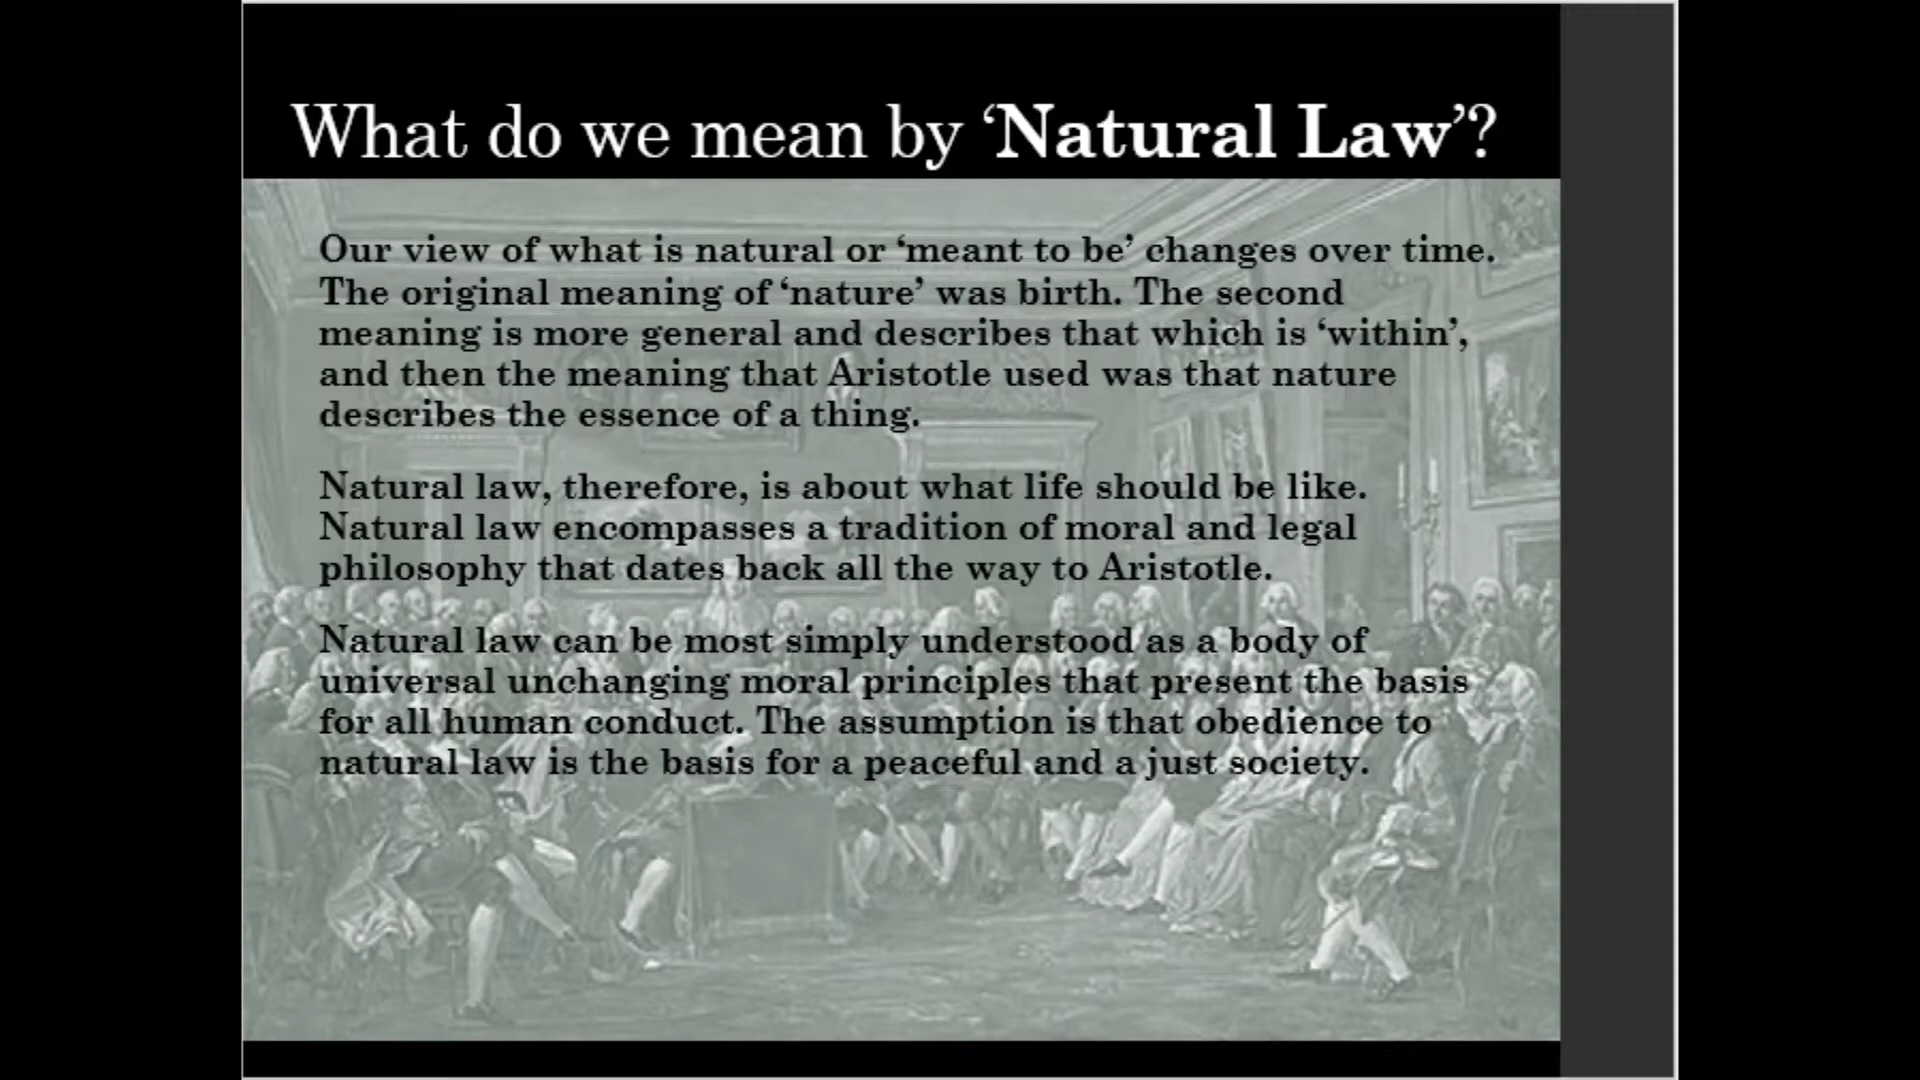 What do we mean by ‘Natural Law’?
Our view of what is natural or ‘meant to be’ changes over time.
The original meaning of ‘nature’ was birth. The second
meaning is more general and describes that which is ‘within’,
and then the meaning that Aristotle used was that nature
describes the essence of a thing.
Natural law, therefore, is about what life should be like.
Natural law encompasses a tradition of moral and legal
philosophy that dates back all the way to Aristotle.
Natural law can be most simply understood as a body of
universal unchanging moral principles that present the basis
for all human conduct. The assumption is that obedience to
natural law is the basis for a peaceful and a just society.